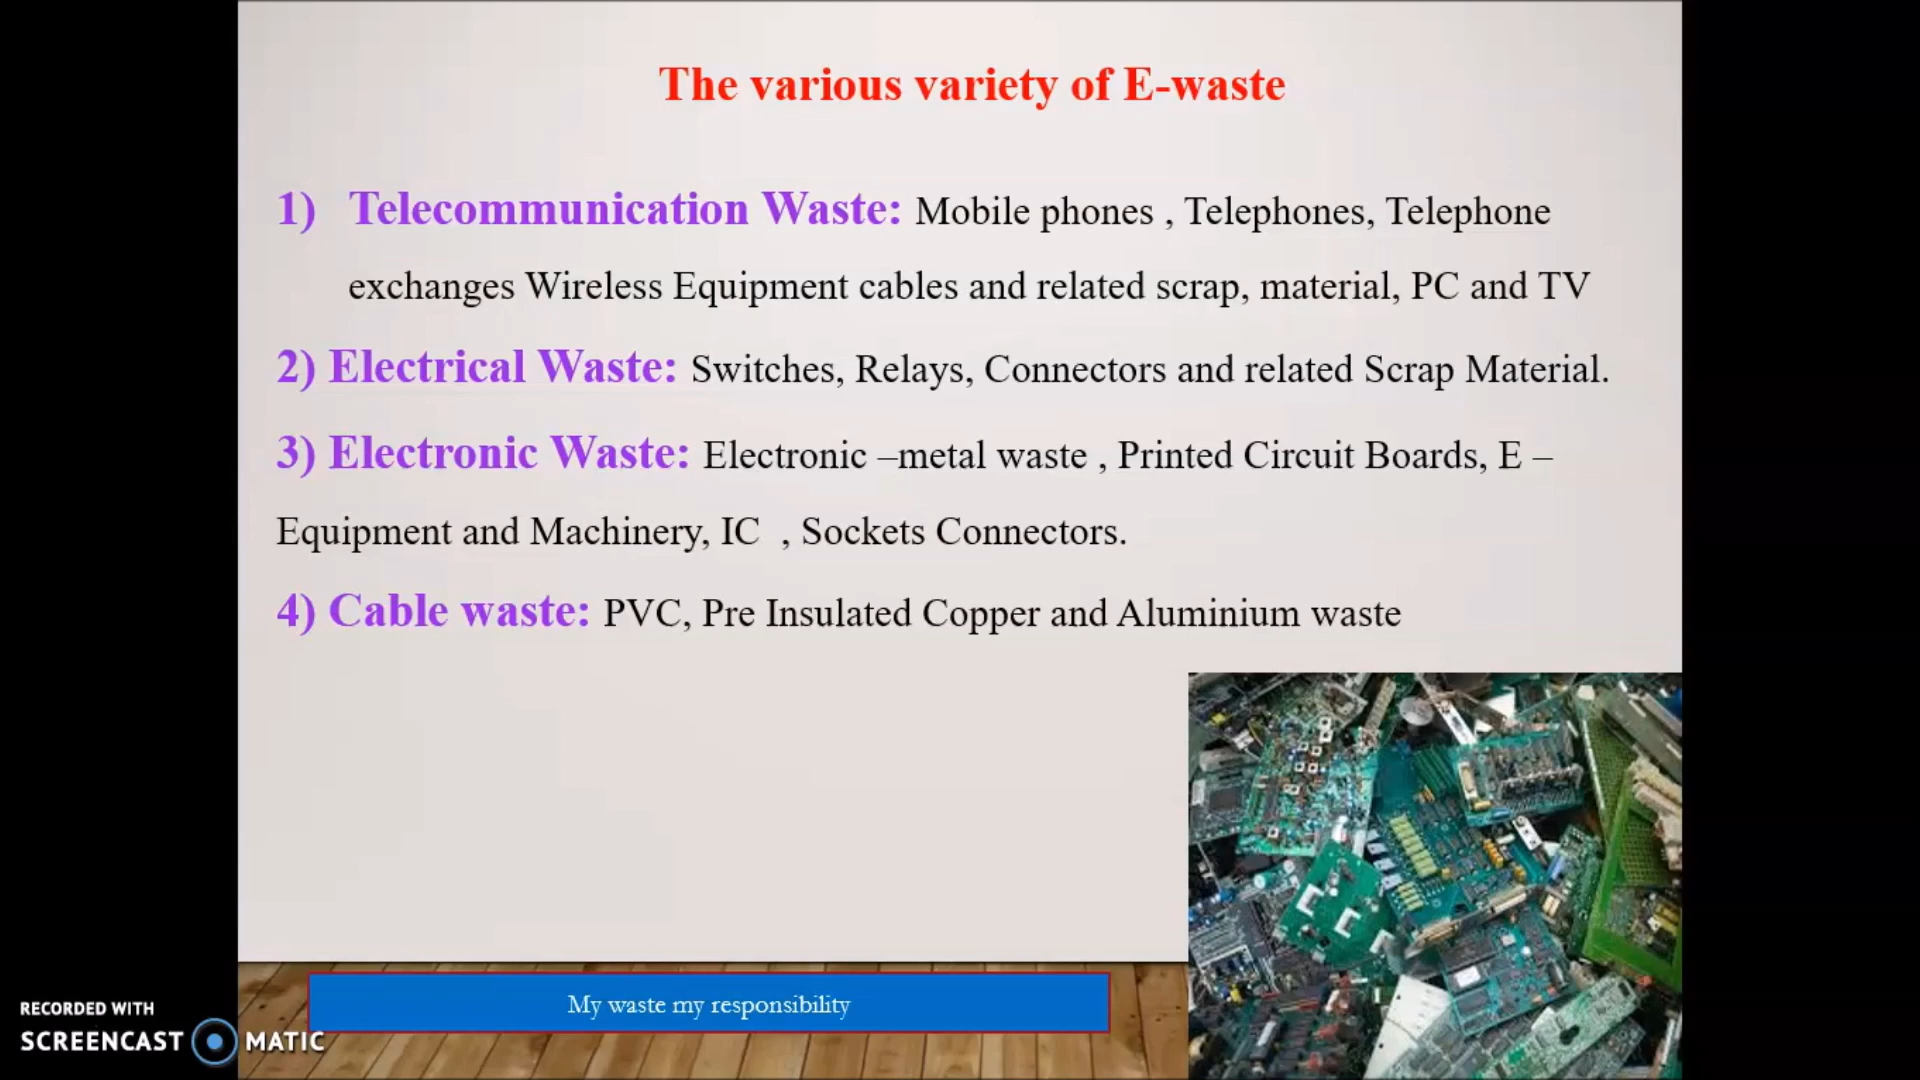 The various variety of E-waste
1) Telecommunication Waste: Mobile phones , Telephones, Telephone
exchanges Wireless Equipment cables and related scrap, material, PC and TV
2) Electrical Waste: Switches, Relays, Connectors and related Scrap Material.
3) Electronic Waste: Electronic –metal waste , Printed Circuit Boards, E –
Equipment and Machinery, IC , Sockets Connectors.
4) Cable waste: PVC, Pre Insulated Copper and Aluminium waste
My waste my responsibility
RECORDED WITH
SCREENCAST MATIC